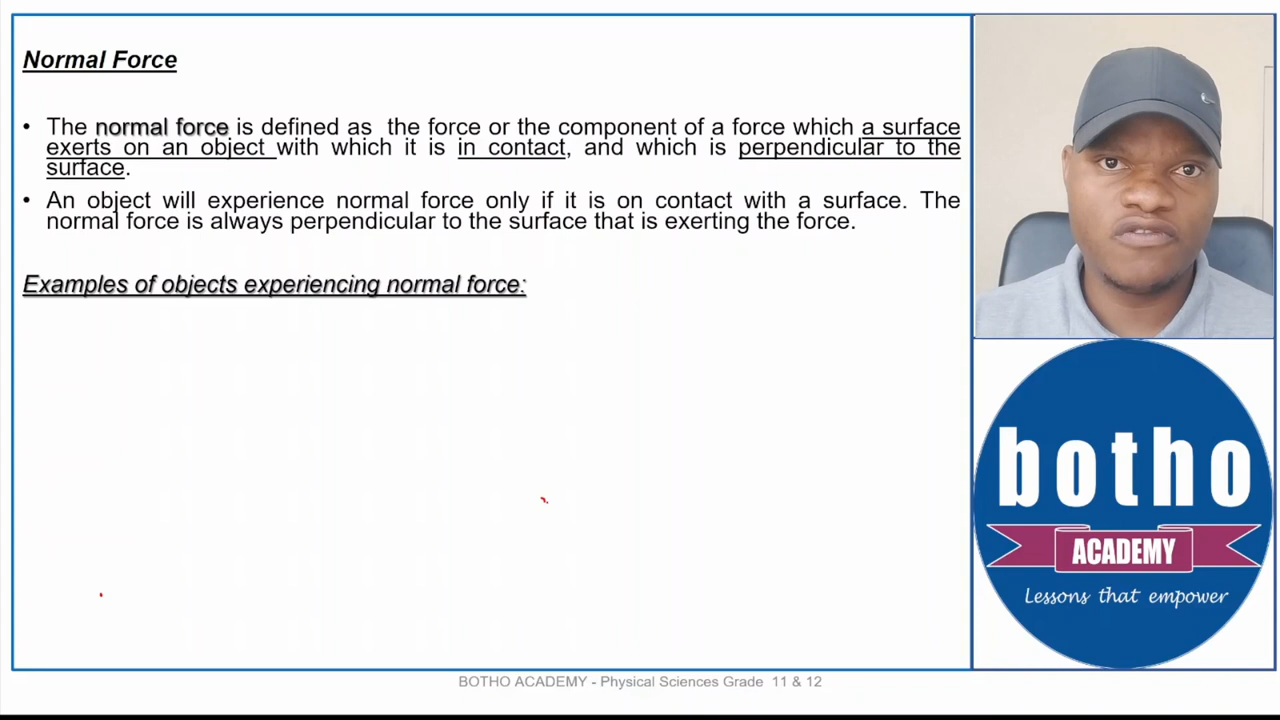 Normal Force
• The normal force is defined as the force or the component of a force which a surface
exerts on an object with which it is in contact, and which is perpendicular to the
surface.
• An object will experience normal force only if it is on contact with a surface. The
normal force is always perpendicular to the surface that is exerting the force.
Examples of objects experiencing normal force:
botho
ACADEMY
Lessons that empower
BOTHO ACADEMY - Physical Sciences Grade 11 & 12